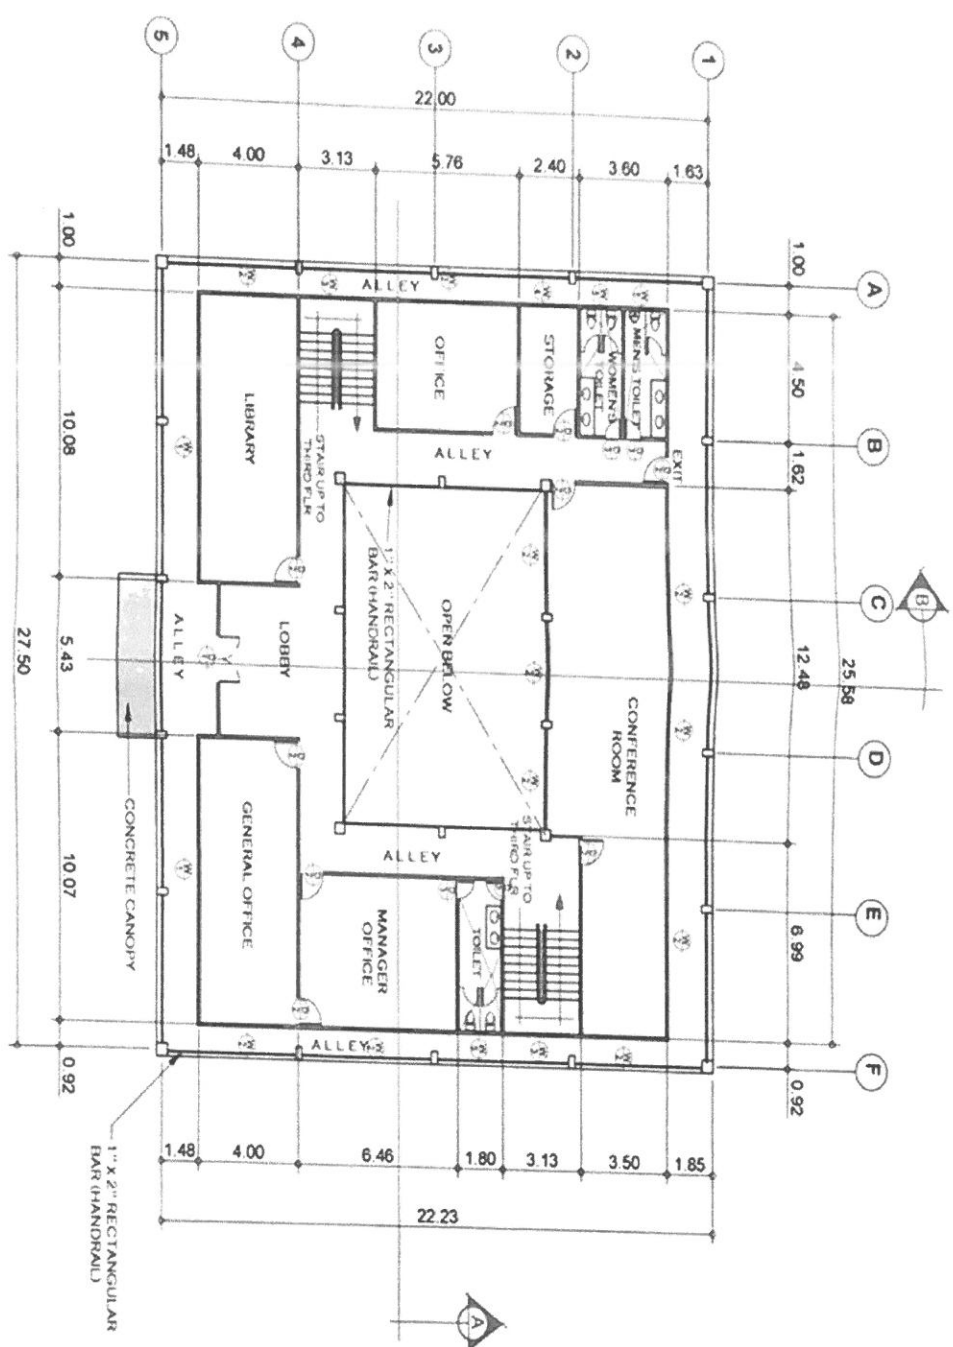 5
4
3
2
1
22.00
1.48
4.00
3.13
5.76
2.40
3.60
1.63
1.00
1.00
A
ALLEY
25.58
4.50
LIBRARY
OFFICE
STORAGE
WOMEN'S
TOILET
MEN'S TOILET
10.08
B
ALLEY
EXIT
1.62
STAIR UP TO
THIRD FLR
1" X 2" RECTANGULAR
BAR (HANDRAIL)
C
B
27.50
5.43
ALLEY
LOBBY
OPEN BELOW
CONFERENCE
ROOM
12.48
D
CONCRETE CANOPY
ALLEY
STAIR UP TO
THIRD FLR
10.07
GENERAL OFFICE
MANAGER
OFFICE
TOILET
6.99
E
ALLEY
0.92
0.92
F
1" X 2" RECTANGULAR
BAR (HANDRAIL)
1.48
4.00
6.46
1.80
3.13
3.50
1.85
22.23
A